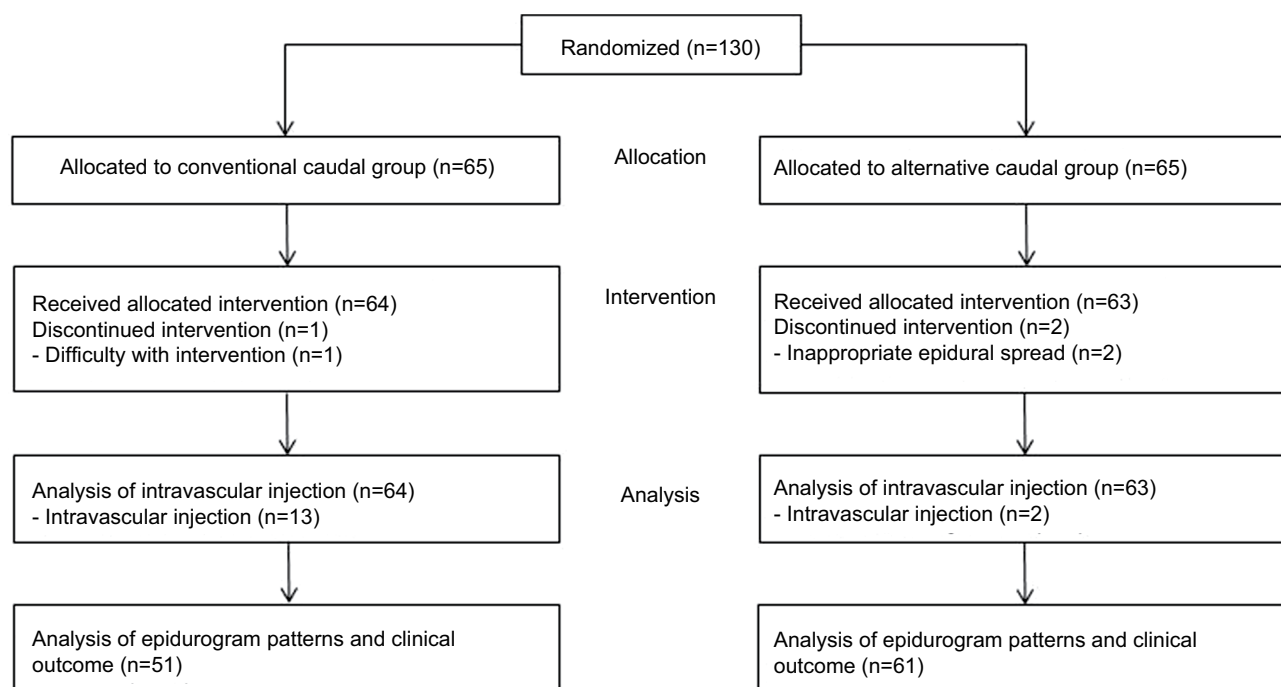 Randomized (n=130)
Allocation
Allocated to conventional caudal group (n=65)
Allocated to alternative caudal group (n=65)
Intervention
Received allocated intervention (n=64)
Discontinued intervention (n=1)
- Difficulty with intervention (n=1)
Received allocated intervention (n=63)
Discontinued intervention (n=2)
- Inappropriate epidural spread (n=2)
Analysis
Analysis of intravascular injection (n=64)
- Intravascular injection (n=13)
Analysis of intravascular injection (n=63)
- Intravascular injection (n=2)
Analysis of epidurogram patterns and clinical
outcome (n=51)
Analysis of epidurogram patterns and clinical
outcome (n=61)